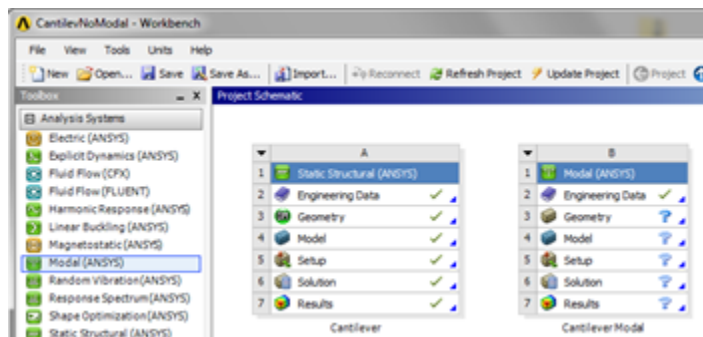 CantilevNoModal - Workbench
File View Tools Units Help
New Open... Save Save As... Import... Reconnect Refresh Project Update Project Project
Toolbox
Project Schematic
Analysis Systems
Electric (ANSYS)
Explicit Dynamics (ANSYS)
Fluid Flow (CFX)
Fluid Flow (FLUENT)
Harmonic Response (ANSYS)
Linear Buckling (ANSYS)
Magnetostatic (ANSYS)
Modal (ANSYS)
Random Vibration (ANSYS)
Response Spectrum (ANSYS)
Shape Optimization (ANSYS)
Static Structural (ANSYS)
A
1 Static Structural (ANSYS)
2 Engineering Data
3 Geometry
4 Model
5 Setup
6 Solution
7 Results
Cantilever
B
1 Modal (ANSYS)
2 Engineering Data
3 Geometry ?
4 Model ?
5 Setup ?
6 Solution ?
7 Results ?
Cantilever Modal